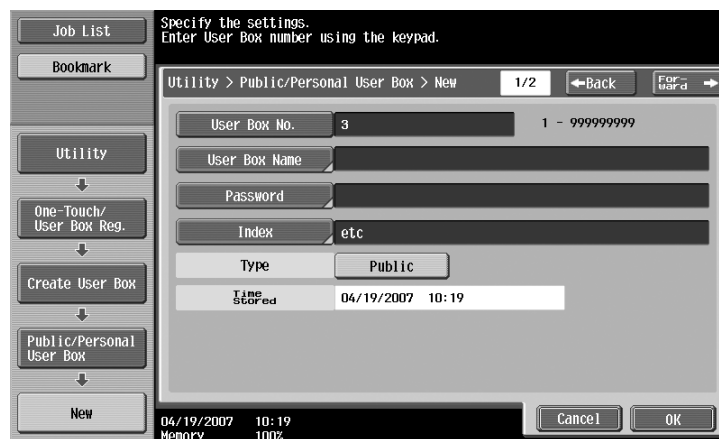 Job List
Bookmark
Utility
One-Touch/
User Box Reg.
Create User Box
Public/Personal
User Box
New
Specify the settings.
Enter User Box number using the keypad.
Utility > Public/Personal User Box > New
1/2
Back
For-
ward
User Box No.
3
1 - 999999999
User Box Name
Password
Index
etc
Type
Public
Time
Stored
04/19/2007 10:19
04/19/2007 10:19
Memory 100%
Cancel
OK